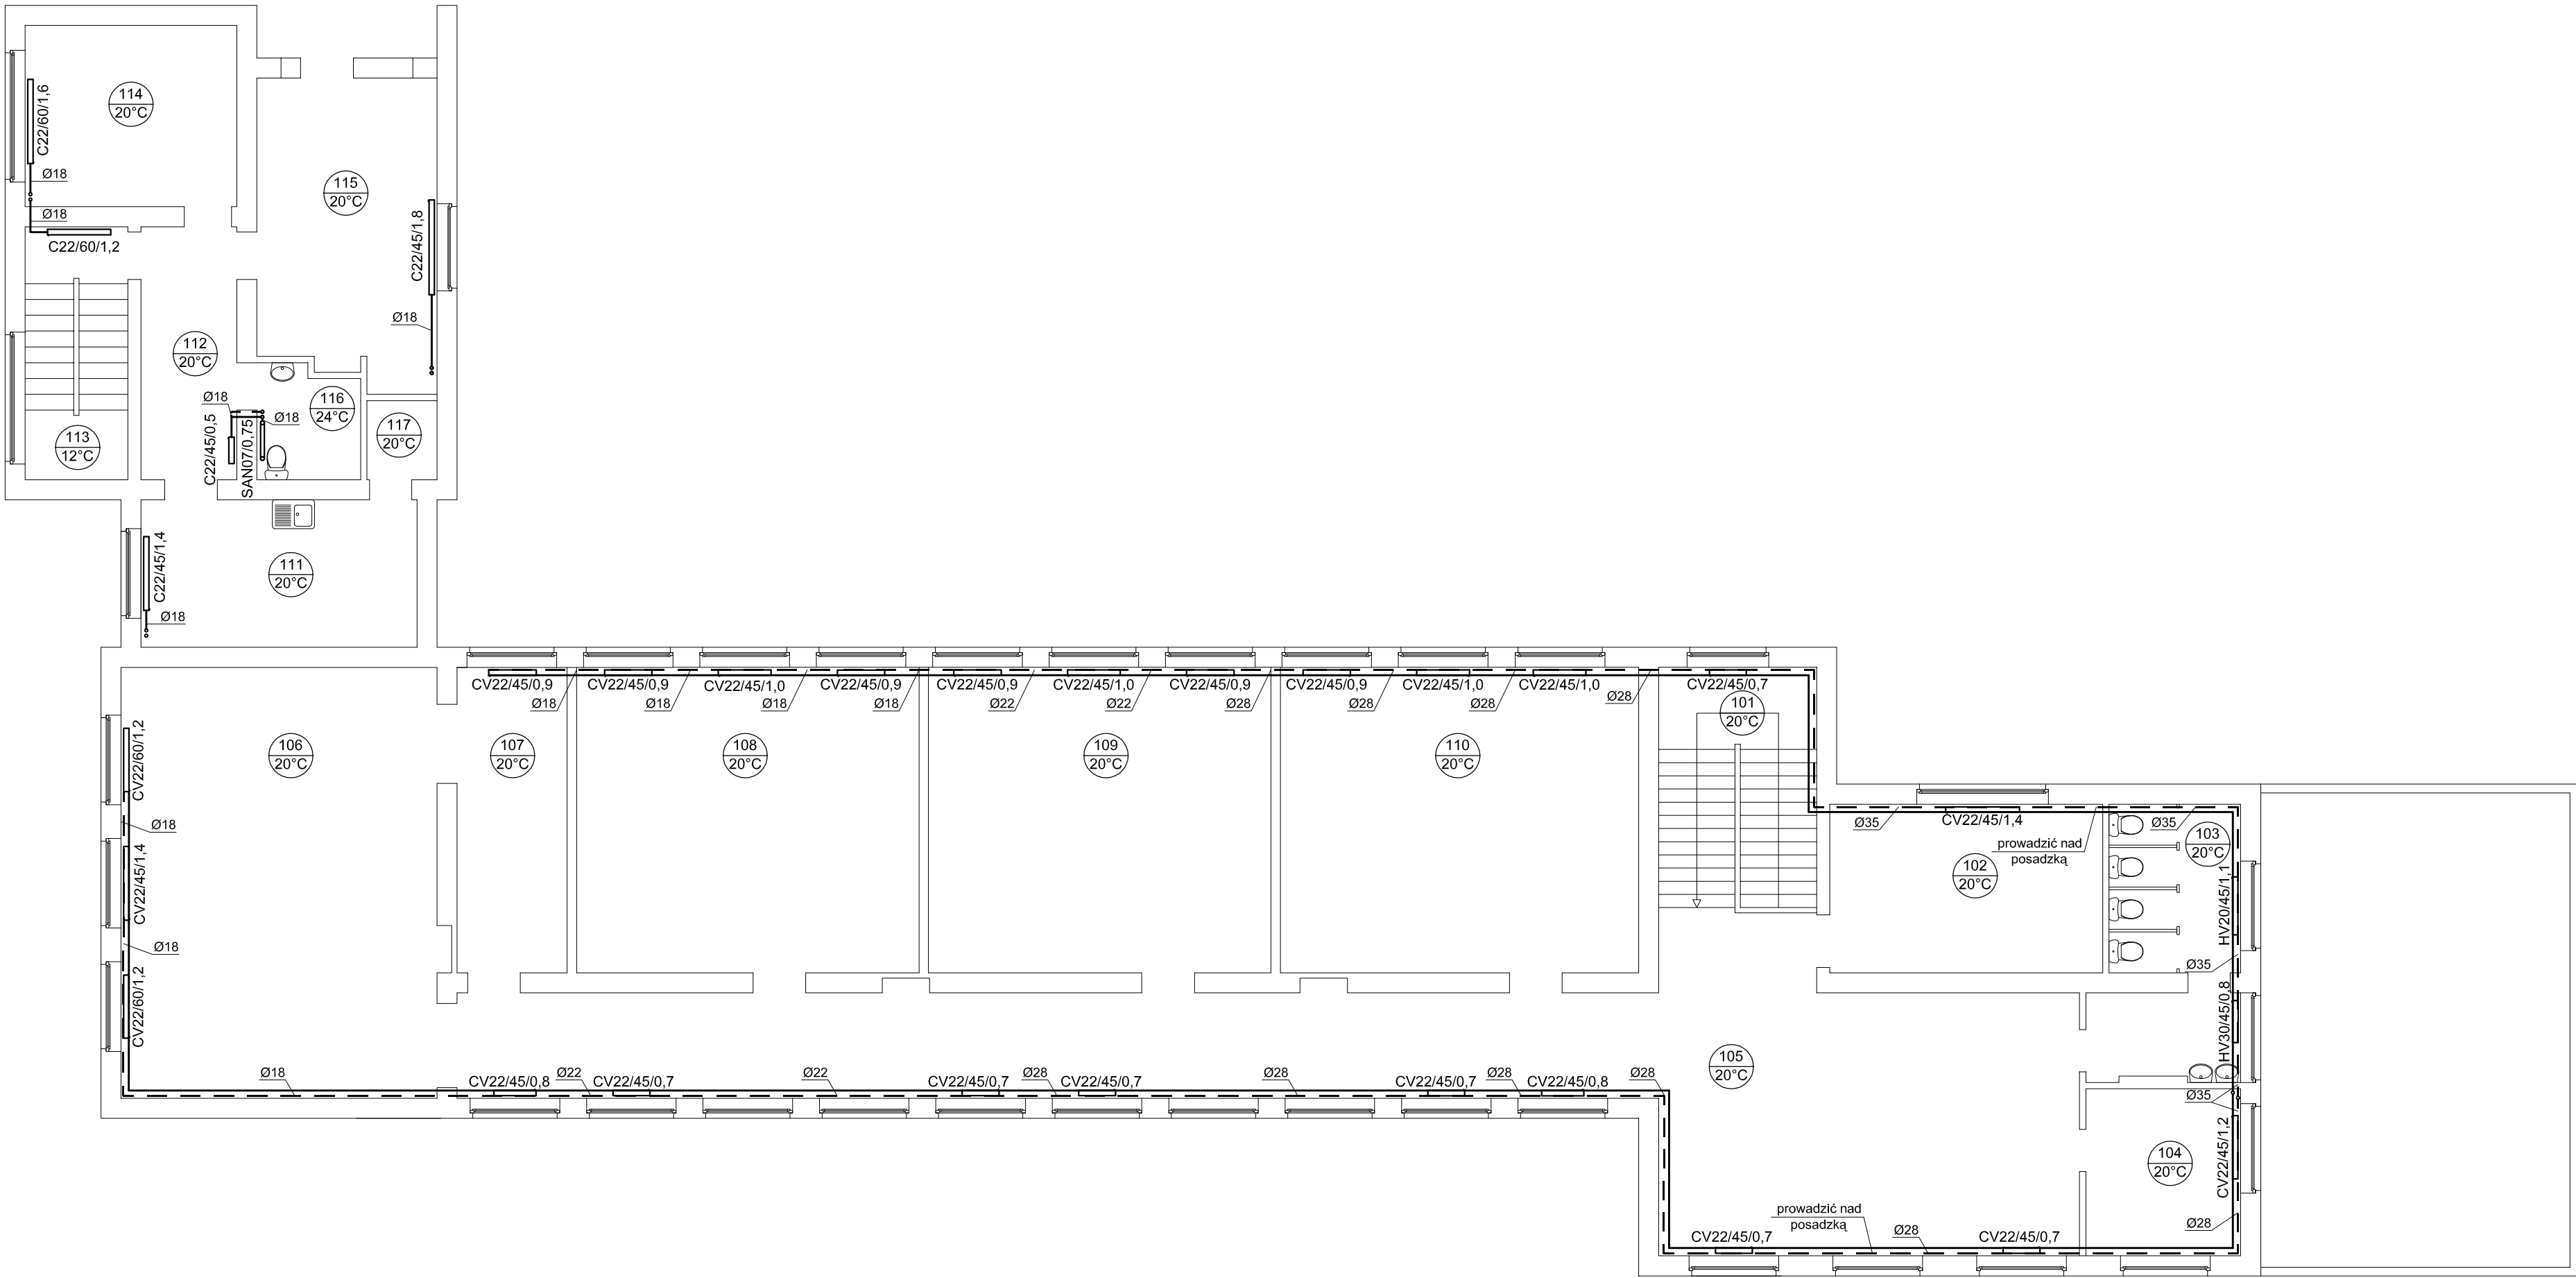 114
20°C
C22/60/1,6
Ø18
Ø18
C22/60/1,2
115
20°C
C22/45/1,8
Ø18
112
20°C
116
24°C
Ø18
Ø18
C22/45/0,5
SAN07/0,75
117
20°C
113
12°C
C22/45/1,4
111
20°C
Ø18
CV22/45/0,9
CV22/45/0,9
CV22/45/1,0
CV22/45/0,9
CV22/45/0,9
CV22/45/1,0
CV22/45/0,9
CV22/45/0,9
CV22/45/1,0
CV22/45/1,0
CV22/45/0,7
Ø18
Ø18
Ø18
Ø18
Ø22
Ø22
Ø28
Ø28
Ø28
Ø28
101
20°C
CV22/60/1,2
106
20°C
107
20°C
108
20°C
109
20°C
110
20°C
Ø18
CV22/45/1,4
Ø18
CV22/60/1,2
Ø35
CV22/45/1,4
Ø35
prowadzić nad
posadzką
103
20°C
102
20°C
HV20/45/1,1
Ø35
HV30/45/0,8
105
20°C
Ø18
CV22/45/0,8
Ø22
CV22/45/0,7
Ø22
CV22/45/0,7
Ø28
CV22/45/0,7
Ø28
CV22/45/0,7
Ø28
CV22/45/0,8
Ø28
Ø35
CV22/45/1,2
104
20°C
Ø28
prowadzić nad
posadzką
CV22/45/0,7
Ø28
CV22/45/0,7